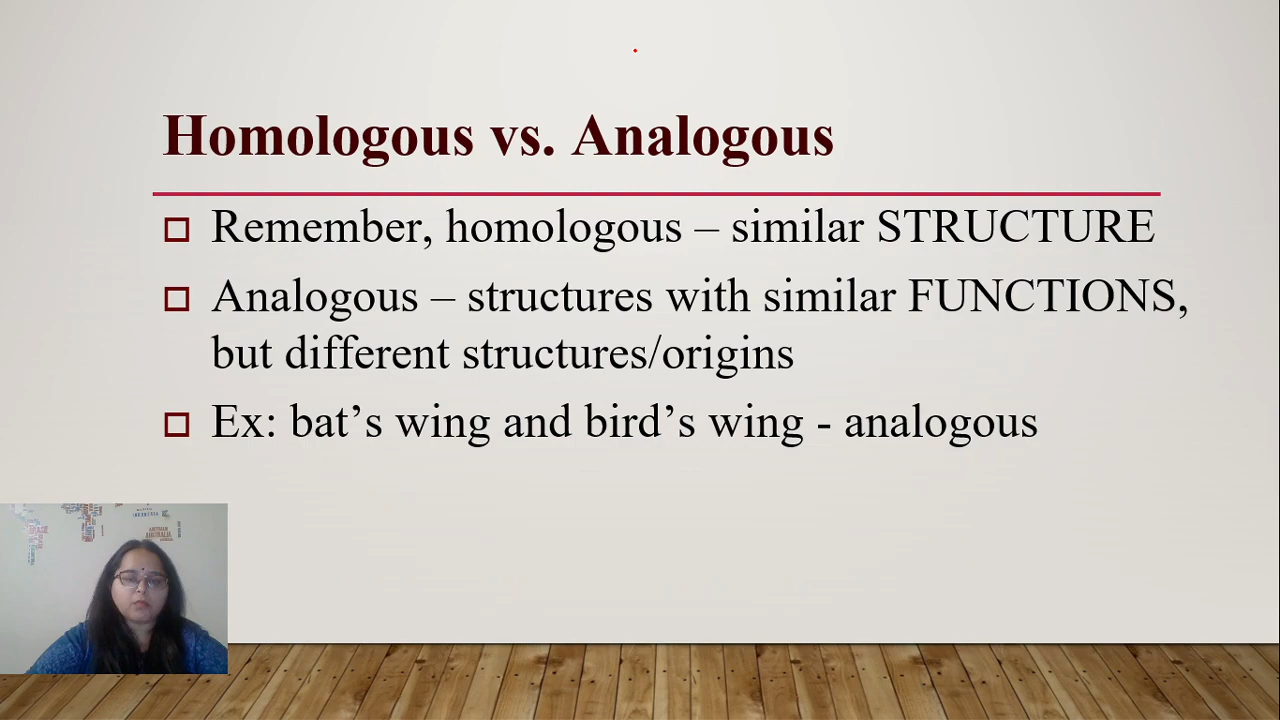 Homologous vs. Analogous
Remember, homologous – similar STRUCTURE
Analogous – structures with similar FUNCTIONS,
but different structures/origins
Ex: bat’s wing and bird’s wing - analogous
AUSTRALIA